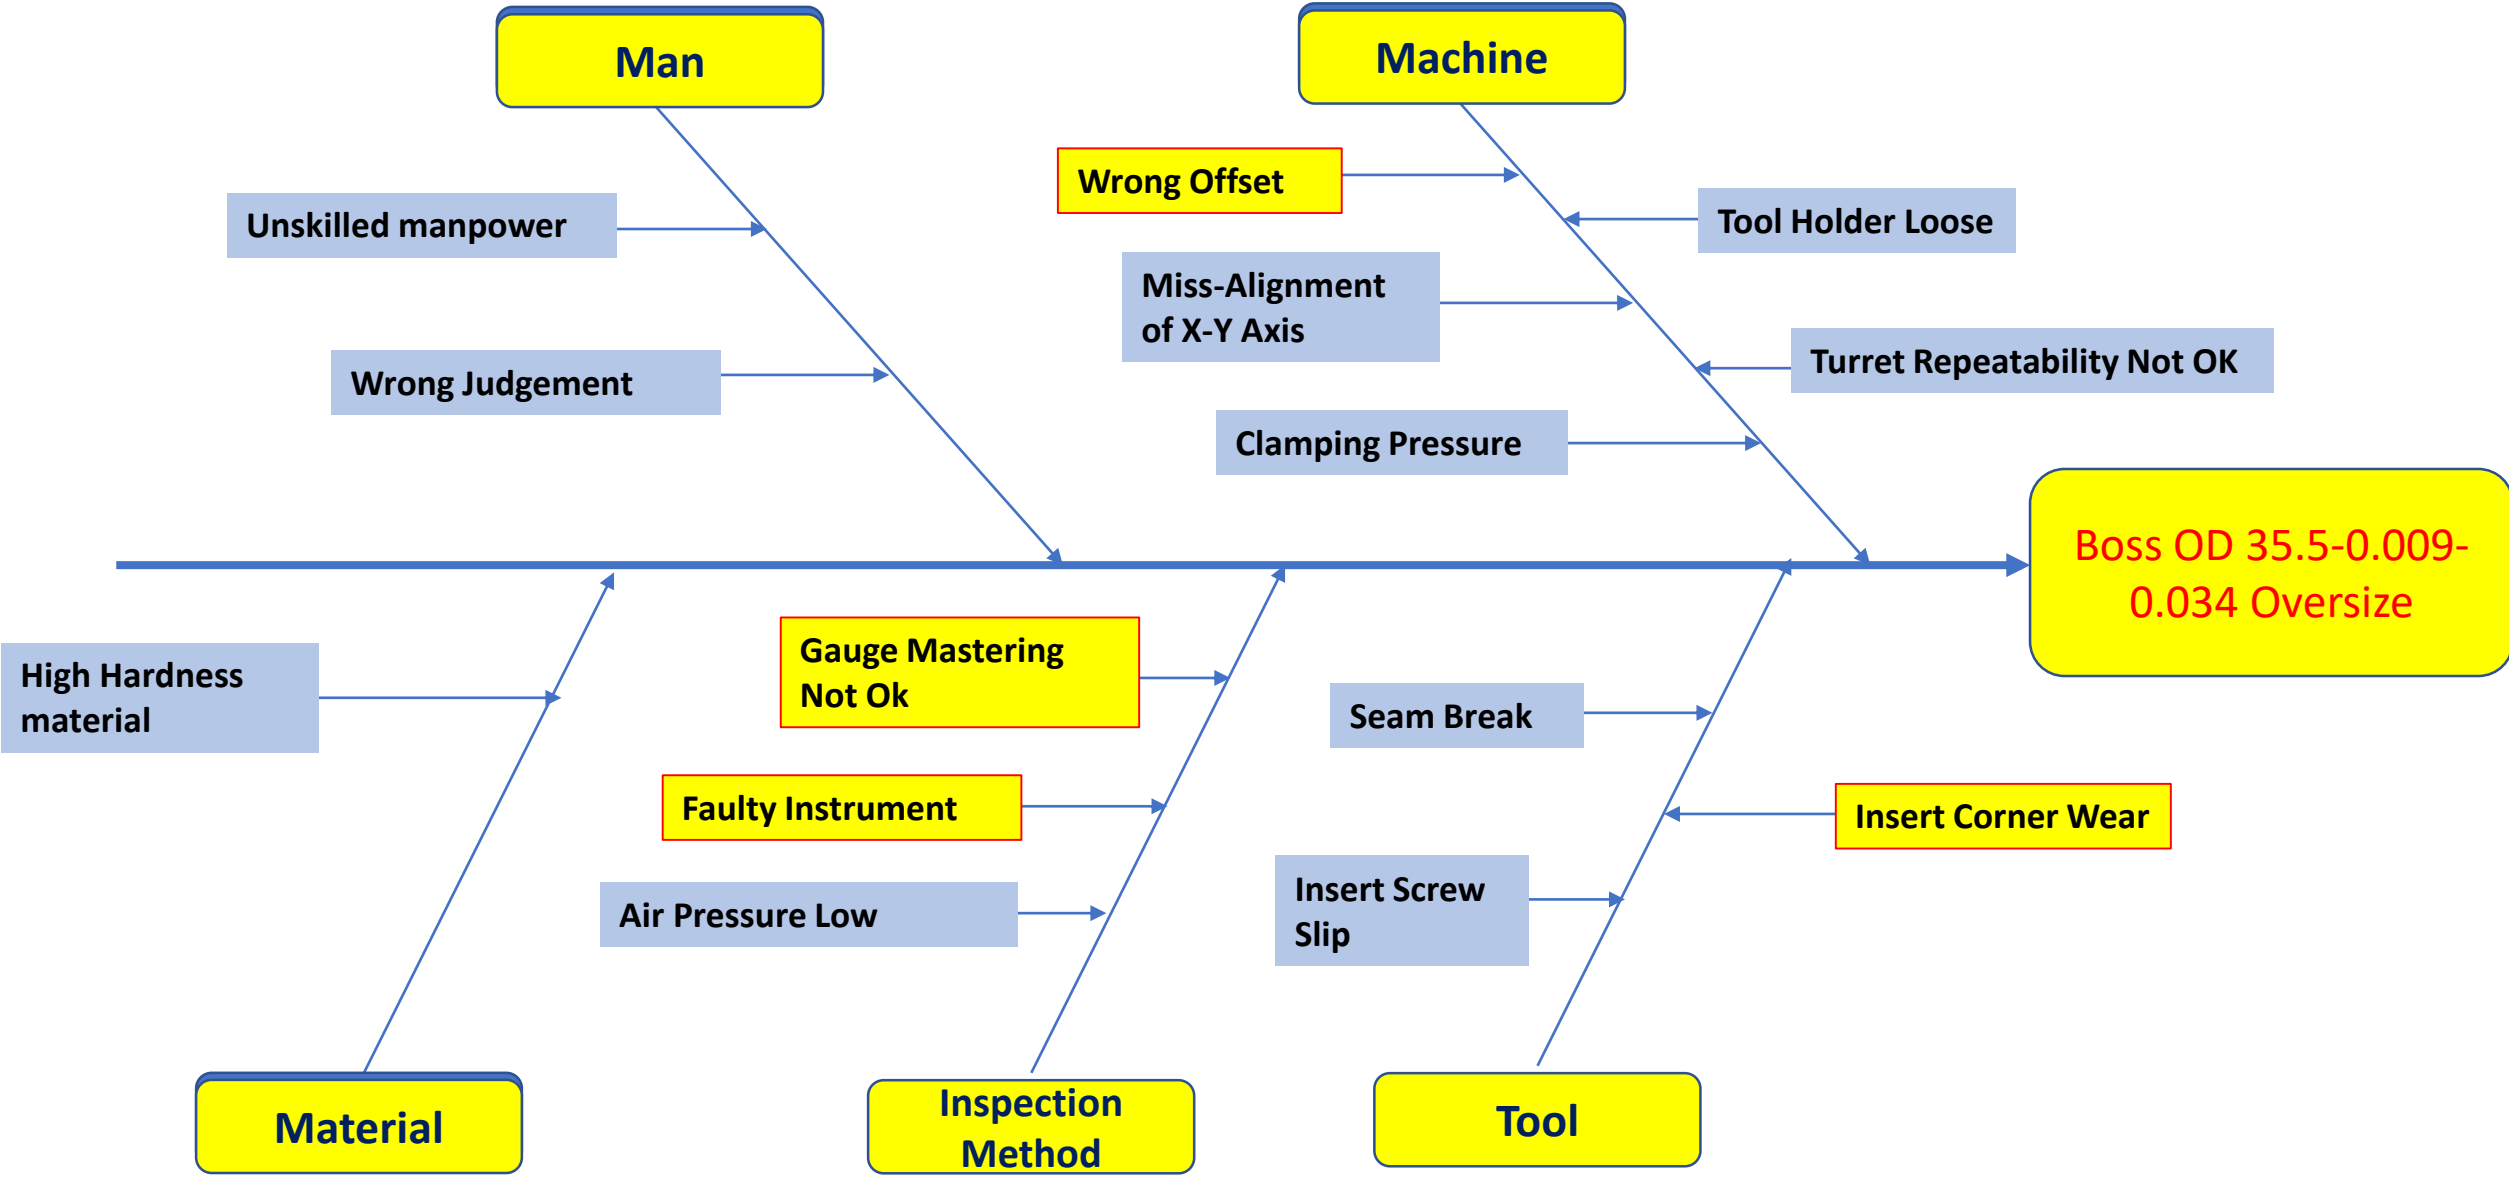 Man
Machine
Wrong Offset
Unskilled manpower
Tool Holder Loose
Miss-Alignment
of X-Y Axis
Turret Repeatability Not OK
Wrong Judgement
Clamping Pressure
Boss OD 35.5-0.009-
0.034 Oversize
High Hardness
material
Gauge Mastering
Not Ok
Seam Break
Faulty Instrument
Insert Corner Wear
Air Pressure Low
Insert Screw
Slip
Material
Inspection
Method
Tool